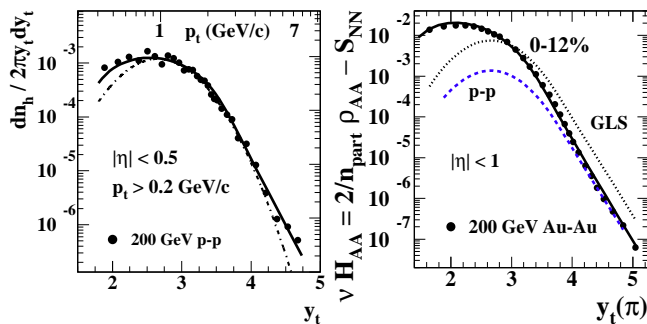 1 p_t (GeV/c) 7
dn_h / 2πy_t dy_t
10^-3
10^-4
10^-5
10^-6
|η| < 0.5
p_t > 0.2 GeV/c
200 GeV p-p
2 3 4 5
y_t
ν H_AA = 2/n_part ρ_AA − S_NN
10^-2
10^-3
10^-4
10^-5
10^-6
10^-7
0-12%
p-p
GLS
|η| < 1
200 GeV Au-Au
2 3 4 5
y_t(π)